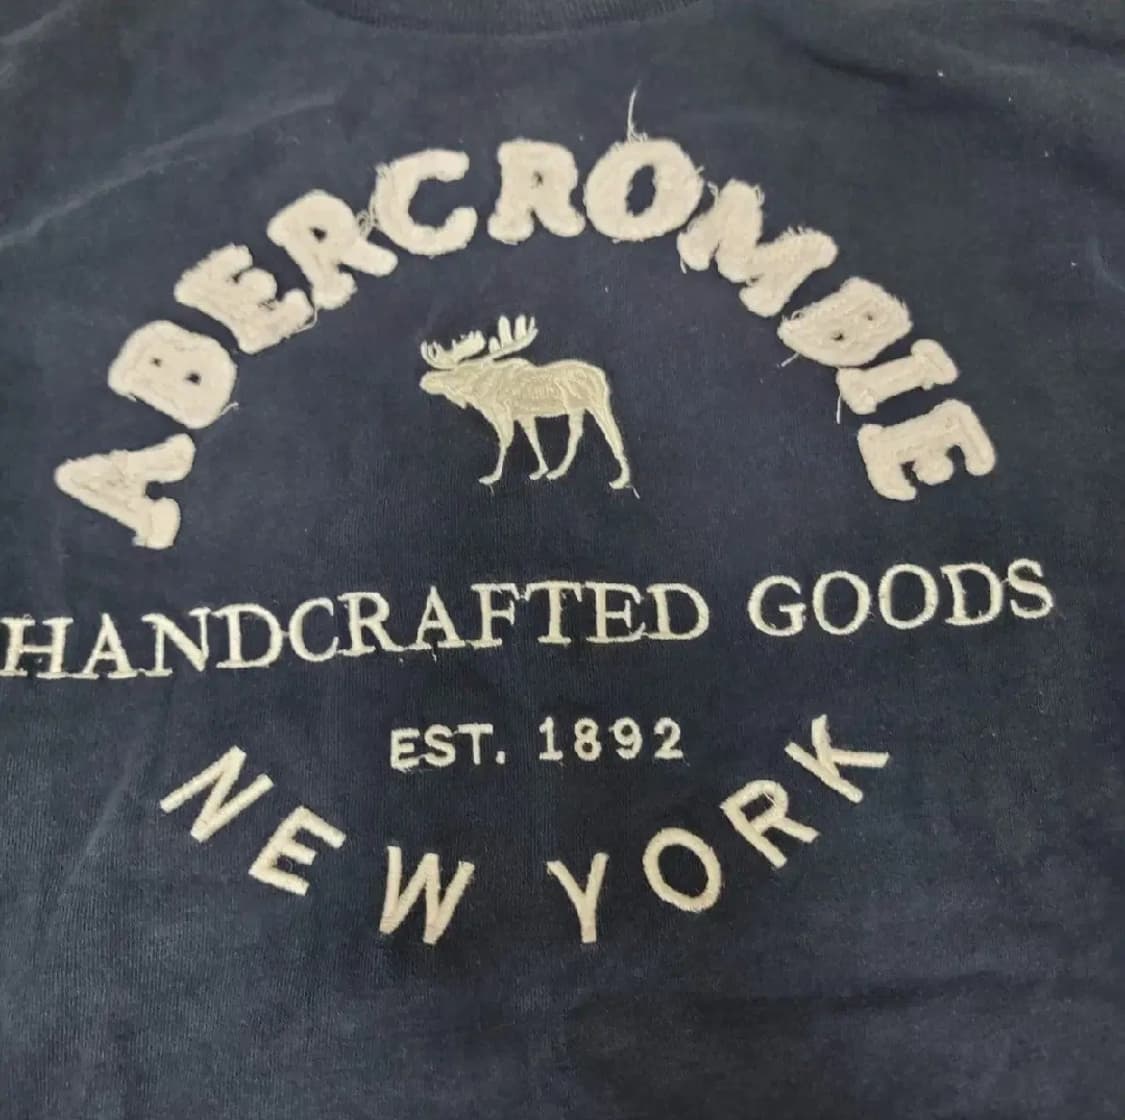 ABERCROMBIE
HANDCRAFTED GOODS
EST. 1892
NEW YORK